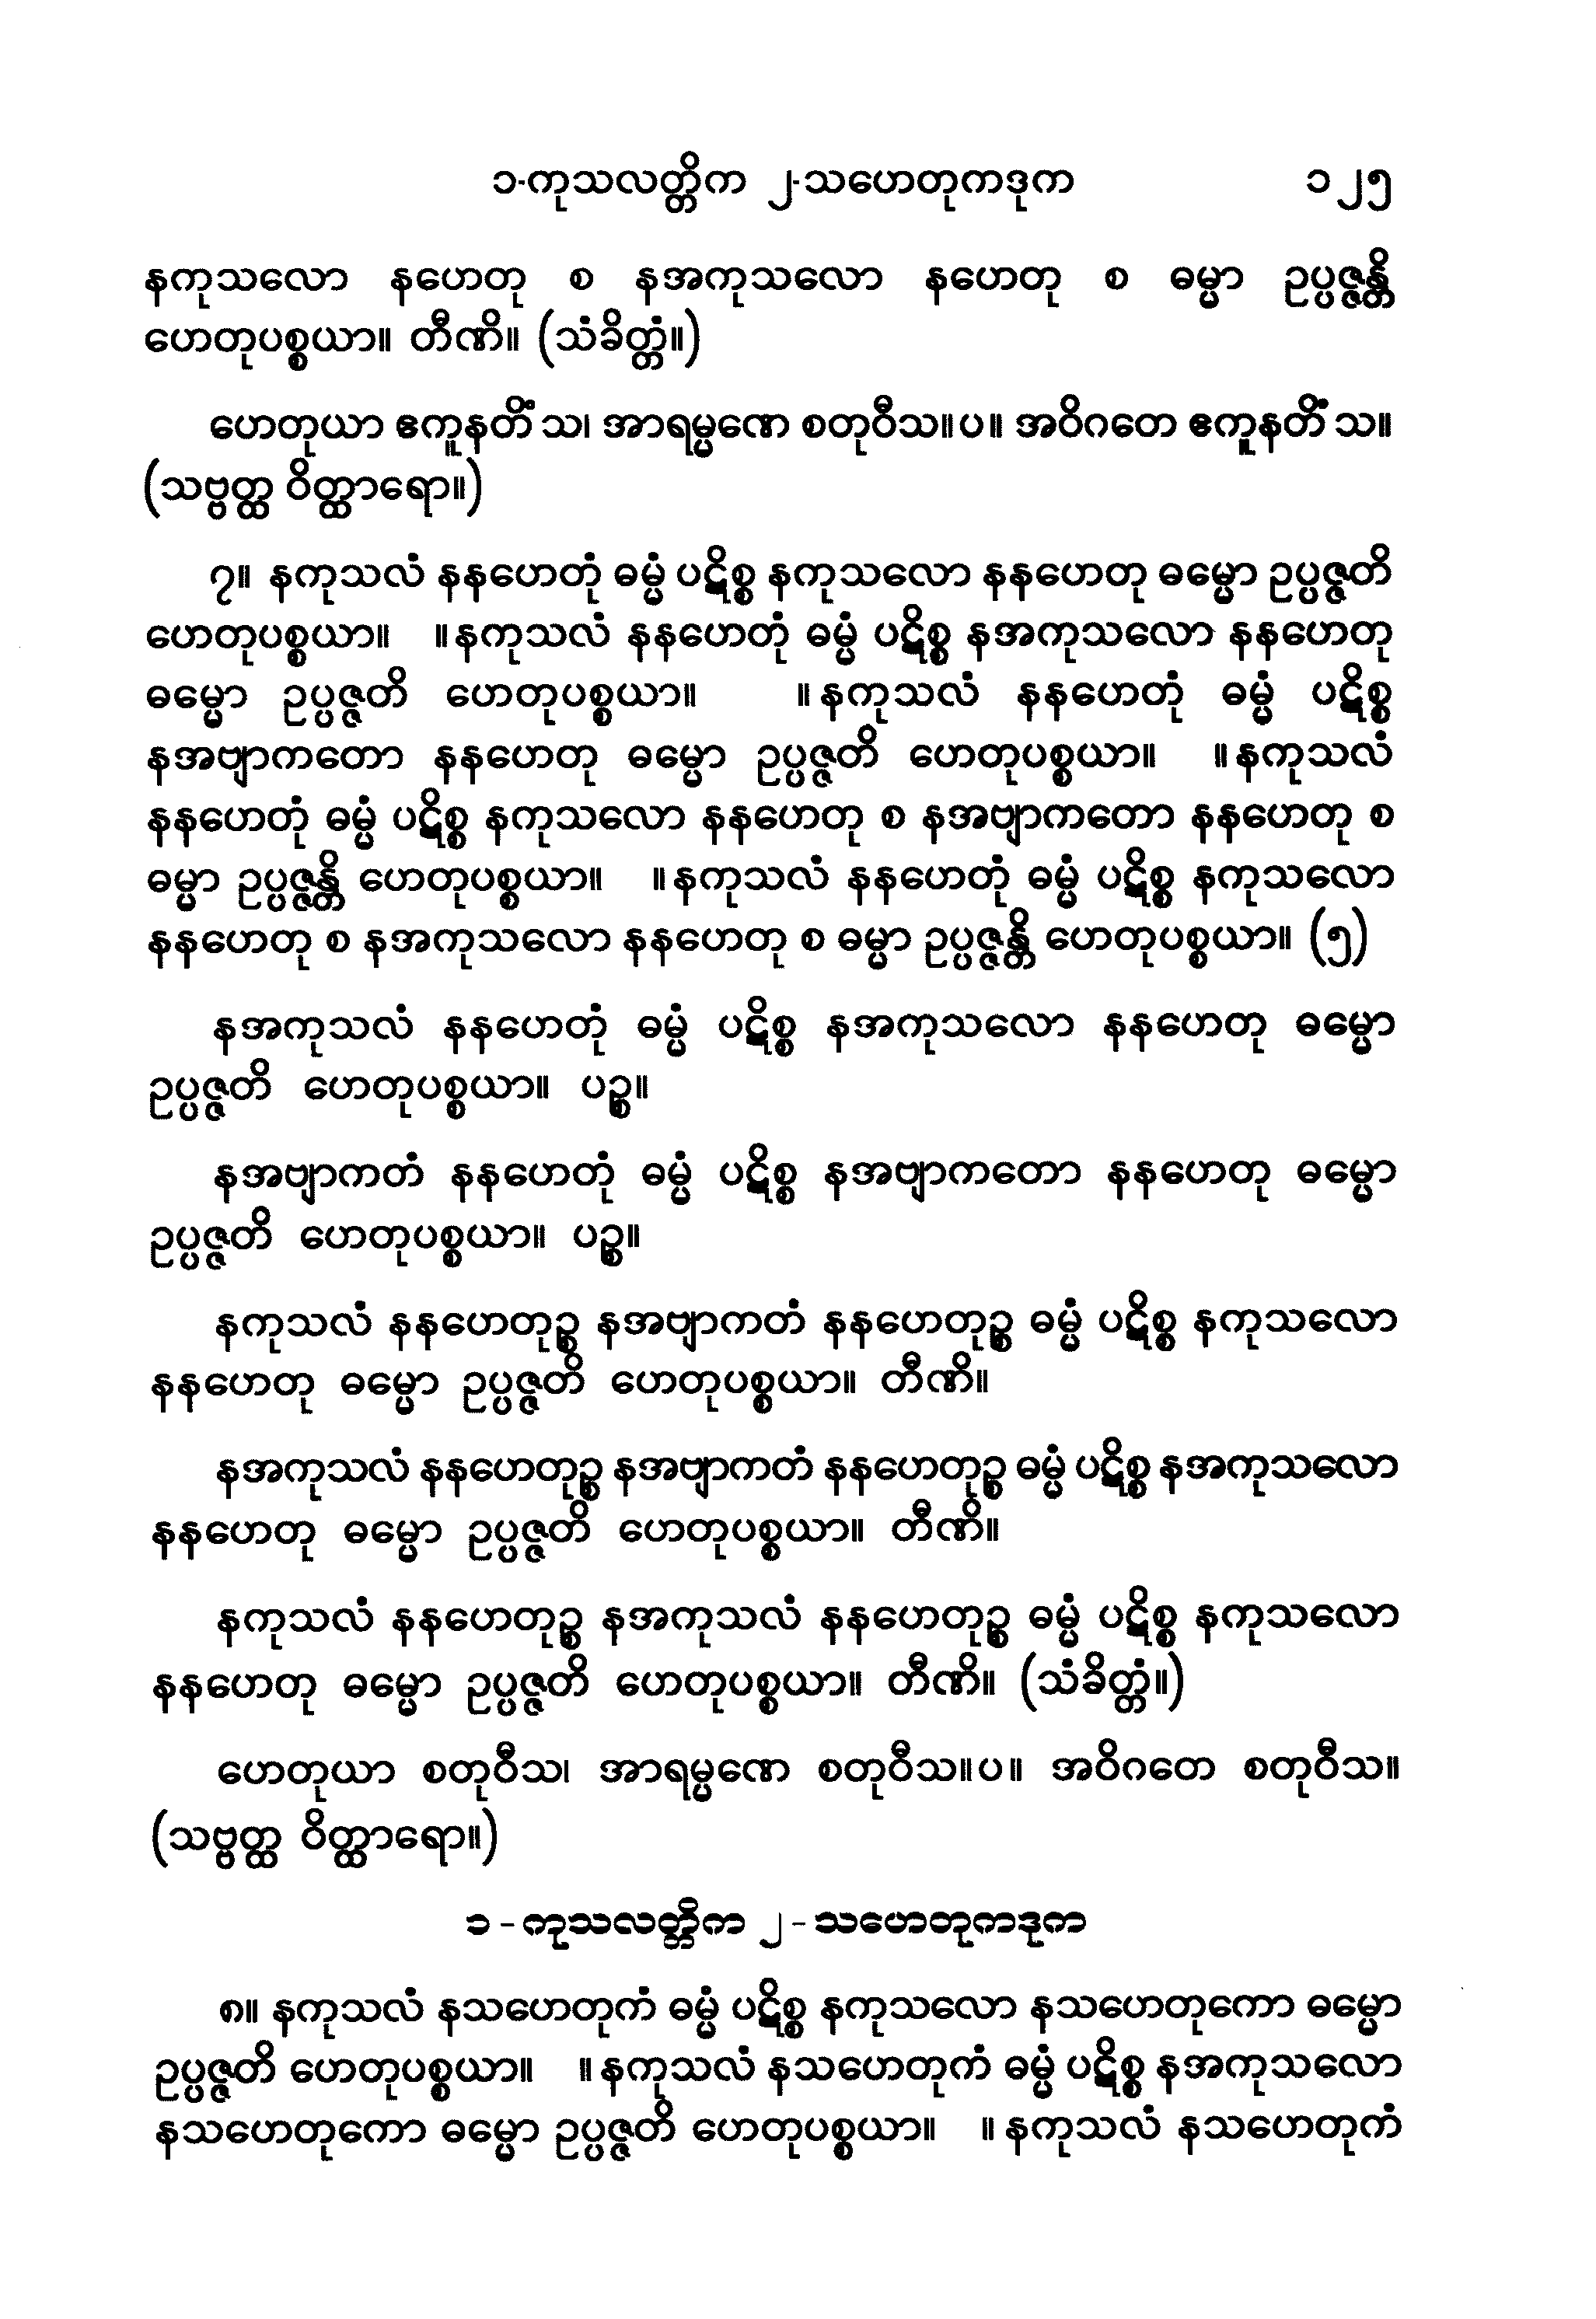 ၁-ကုသလတ္တိက ၂-သဟေတုကဒုက ၁၂၅
နကုသလော နဟေတု စ နအကုသလော နဟေတု စ ဓမ္မာ ဥပ္ပဇ္ဇန္တိ
ဟေတုပစ္စယာ။ တီဏိ။ (သံခိတ္တံ။)
ဟေတုယာ ဧကူနတိံသ၊ အာရမ္မဏေ စတုဝီသ။ပ။ အဝိဂတေ ဧကူနတိံသ။
(သဗ္ဗတ္ထ ဝိတ္ထာရော။)
၇။ နကုသလံ နနဟေတုံ ဓမ္မံ ပဋိစ္စ နကုသလော နနဟေတု ဓမ္မော ဥပ္ပဇ္ဇတိ
ဟေတုပစ္စယာ။ ။နကုသလံ နနဟေတုံ ဓမ္မံ ပဋိစ္စ နအကုသလော နနဟေတု
ဓမ္မော ဥပ္ပဇ္ဇတိ ဟေတုပစ္စယာ။ ။နကုသလံ နနဟေတုံ ဓမ္မံ ပဋိစ္စ
နအဗျာကတော နနဟေတု ဓမ္မော ဥပ္ပဇ္ဇတိ ဟေတုပစ္စယာ။ ။နကုသလံ
နနဟေတုံ ဓမ္မံ ပဋိစ္စ နကုသလော နနဟေတု စ နအဗျာကတော နနဟေတု စ
ဓမ္မာ ဥပ္ပဇ္ဇန္တိ ဟေတုပစ္စယာ။ ။နကုသလံ နနဟေတုံ ဓမ္မံ ပဋိစ္စ နကုသလော
နနဟေတု စ နအကုသလော နနဟေတု စ ဓမ္မာ ဥပ္ပဇ္ဇန္တိ ဟေတုပစ္စယာ။ (၅)
နအကုသလံ နနဟေတုံ ဓမ္မံ ပဋိစ္စ နအကုသလော နနဟေတု ဓမ္မော
ဥပ္ပဇ္ဇတိ ဟေတုပစ္စယာ။ ပဉ္စ။
နအဗျာကတံ နနဟေတုံ ဓမ္မံ ပဋိစ္စ နအဗျာကတော နနဟေတု ဓမ္မော
ဥပ္ပဇ္ဇတိ ဟေတုပစ္စယာ။ ပဉ္စ။
နကုသလံ နနဟေတုဉ္စ နအဗျာကတံ နနဟေတုဉ္စ ဓမ္မံ ပဋိစ္စ နကုသလော
နနဟေတု ဓမ္မော ဥပ္ပဇ္ဇတိ ဟေတုပစ္စယာ။ တီဏိ။
နအကုသလံ နနဟေတုဉ္စ နအဗျာကတံ နနဟေတုဉ္စ ဓမ္မံ ပဋိစ္စ နအကုသလော
နနဟေတု ဓမ္မော ဥပ္ပဇ္ဇတိ ဟေတုပစ္စယာ။ တီဏိ။
နကုသလံ နနဟေတုဉ္စ နအကုသလံ နနဟေတုဉ္စ ဓမ္မံ ပဋိစ္စ နကုသလော
နနဟေတု ဓမ္မော ဥပ္ပဇ္ဇတိ ဟေတုပစ္စယာ။ တီဏိ။ (သံခိတ္တံ။)
ဟေတုယာ စတုဝီသ၊ အာရမ္မဏေ စတုဝီသ။ပ။ အဝိဂတေ စတုဝီသ။
(သဗ္ဗတ္ထ ဝိတ္ထာရော။)
၁ - ကုသလတ္တိက ၂ - သဟေတုကဒုက
၈။ နကုသလံ နသဟေတုကံ ဓမ္မံ ပဋိစ္စ နကုသလော နသဟေတုကော ဓမ္မော
ဥပ္ပဇ္ဇတိ ဟေတုပစ္စယာ။ ။နကုသလံ နသဟေတုကံ ဓမ္မံ ပဋိစ္စ နအကုသလော
နသဟေတုကော ဓမ္မော ဥပ္ပဇ္ဇတိ ဟေတုပစ္စယာ။ ။နကုသလံ နသဟေတုကံ